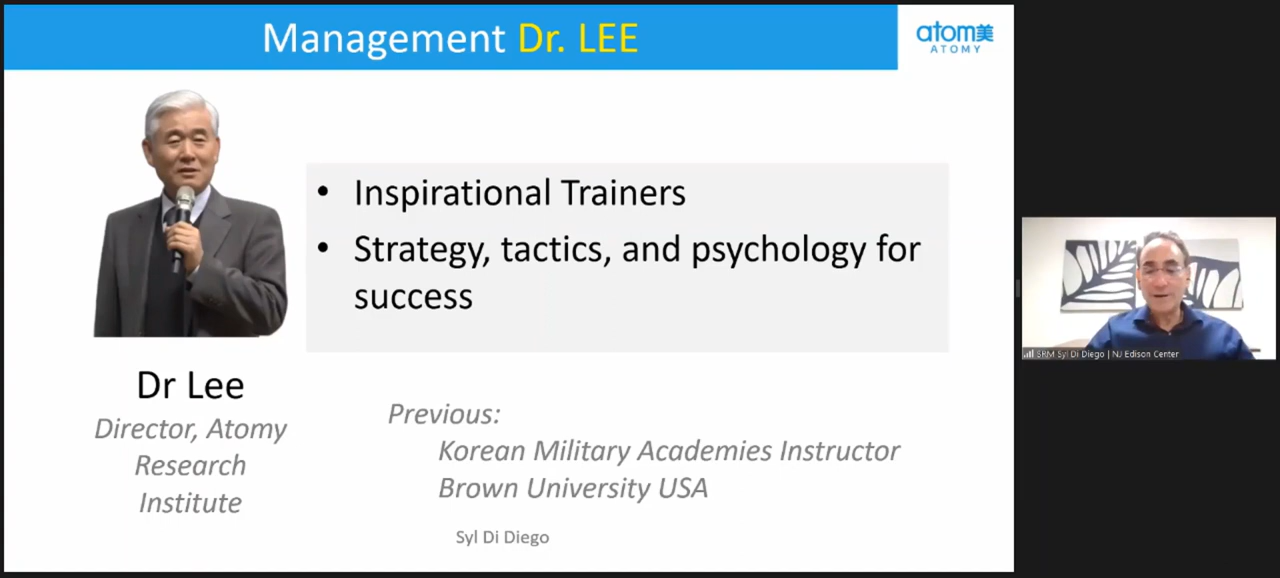 Management Dr. LEE
atom美
ATOMY
• Inspirational Trainers
• Strategy, tactics, and psychology for
success
Dr Lee
Director, Atomy
Research
Institute
Previous:
Korean Military Academies Instructor
Brown University USA
Syl Di Diego
SRM Syl Di Diego | NJ Edison Center